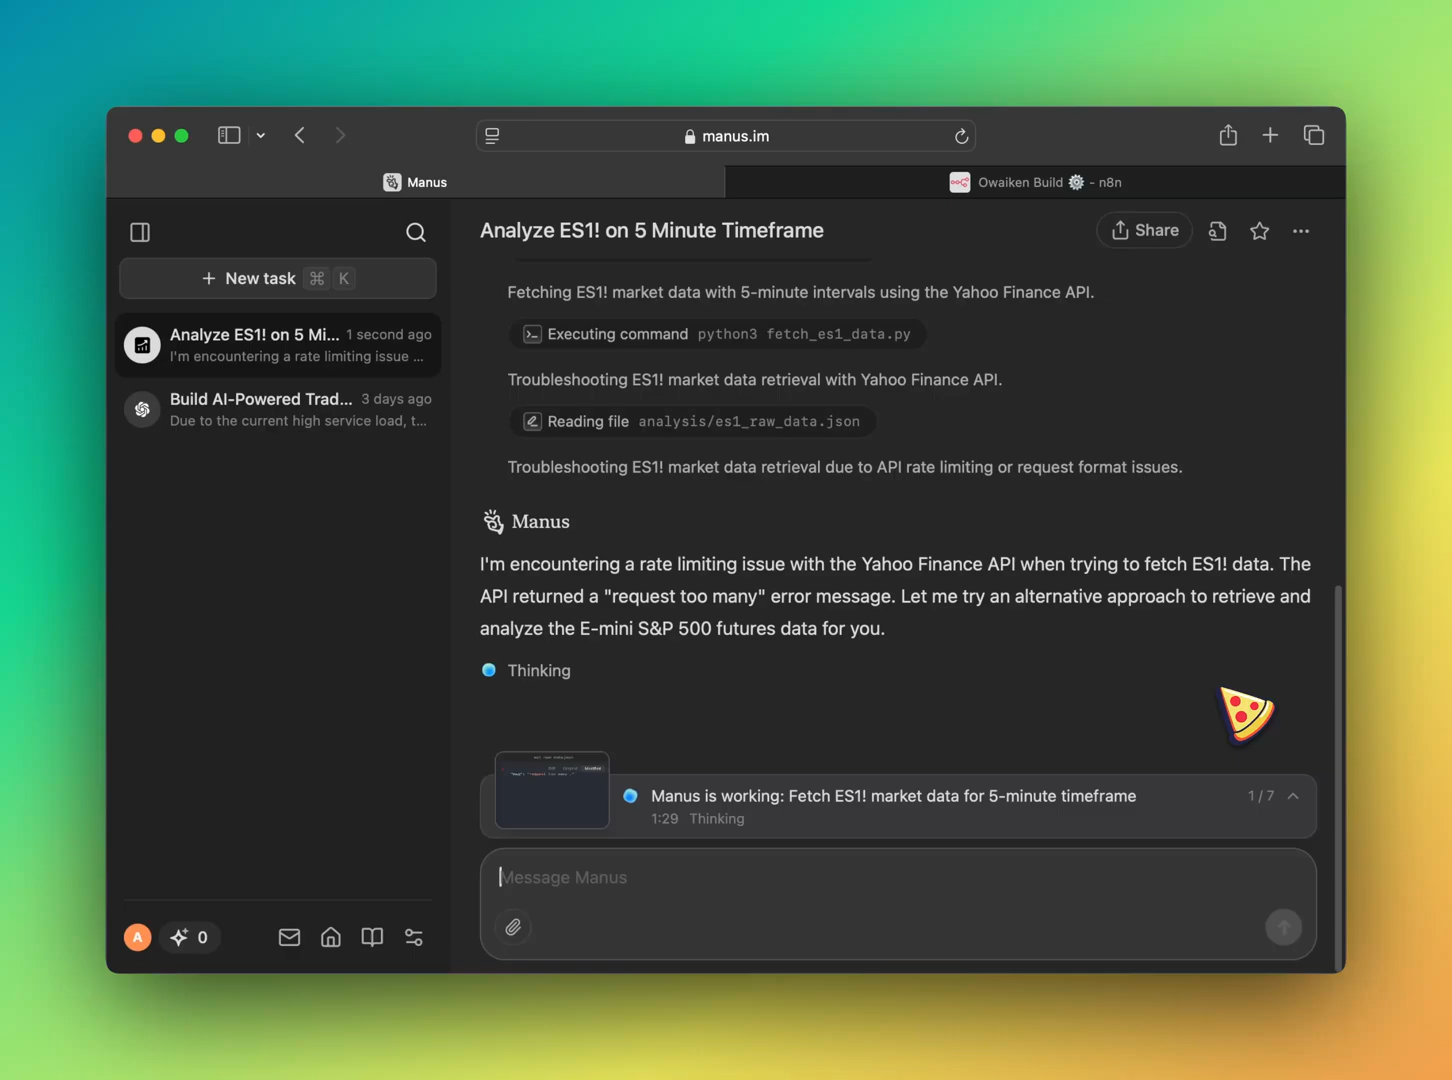 manus.im
Manus
Owaiken Build ⚙️ - n8n
New task ⌘ K
Analyze ES1! on 5 Mi... 1 second ago
I'm encountering a rate limiting issue ...
Build AI-Powered Trad... 3 days ago
Due to the current high service load, t...
A
0
Analyze ES1! on 5 Minute Timeframe
Share
Fetching ES1! market data with 5-minute intervals using the Yahoo Finance API.
Executing command python3 fetch_es1_data.py
Troubleshooting ES1! market data retrieval with Yahoo Finance API.
Reading file analysis/es1_raw_data.json
Troubleshooting ES1! market data retrieval due to API rate limiting or request format issues.
Manus
I'm encountering a rate limiting issue with the Yahoo Finance API when trying to fetch ES1! data. The
API returned a "request too many" error message. Let me try an alternative approach to retrieve and
analyze the E-mini S&P 500 futures data for you.
Thinking
Manus is working: Fetch ES1! market data for 5-minute timeframe
1 / 7
1:29 Thinking
Message Manus